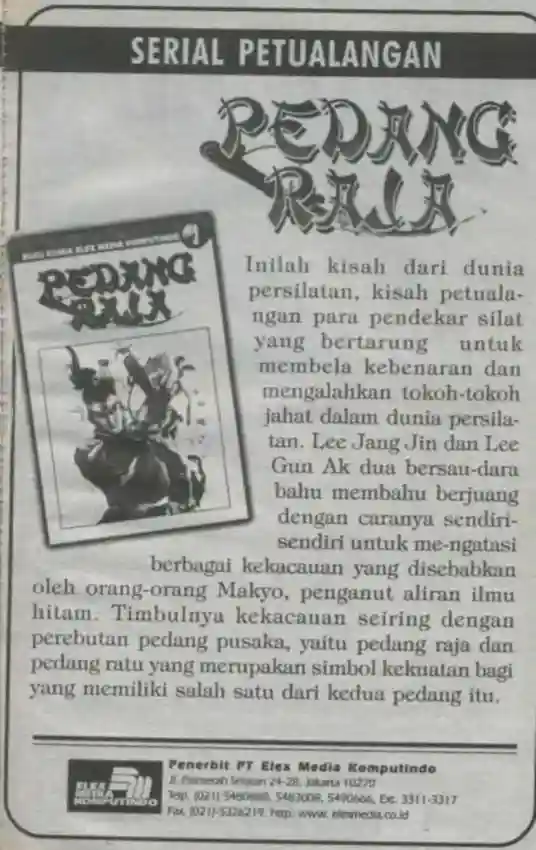 SERIAL PETUALANGAN
PEDANG
RAJA
BUKU KOMIK ELEX MEDIA KOMPUTINDO 1
PEDANG
RAJA
Inilah kisah dari dunia
persilatan, kisah petuala-
ngan para pendekar silat
yang bertarung untuk
membela kebenaran dan
mengalahkan tokoh-tokoh
jahat dalam dunia persila-
tan. Lee Jang Jin dan Lee
Gun Ak dua bersau-dara
bahu membahu berjuang
dengan caranya sendiri-
sendiri untuk me-ngatasi
berbagai kekacauan yang disebabkan
oleh orang-orang Makyo, penganut aliran ilmu
hitam. Timbulnya kekacauan seiring dengan
perebutan pedang pusaka, yaitu pedang raja dan
pedang ratu yang merupakan simbol kekuatan bagi
yang memiliki salah satu dari kedua pedang itu.
ELEX
MEDIA
KOMPUTINDO
Penerbit PT Elex Media Komputindo
Jl. Palmerah Selatan 24-28, Jakarta 10270
Telp. (021) 5483008, 5490666, Ext. 3311-3317
Fax. (021)-5326219. http: www. elexmedia.co.id